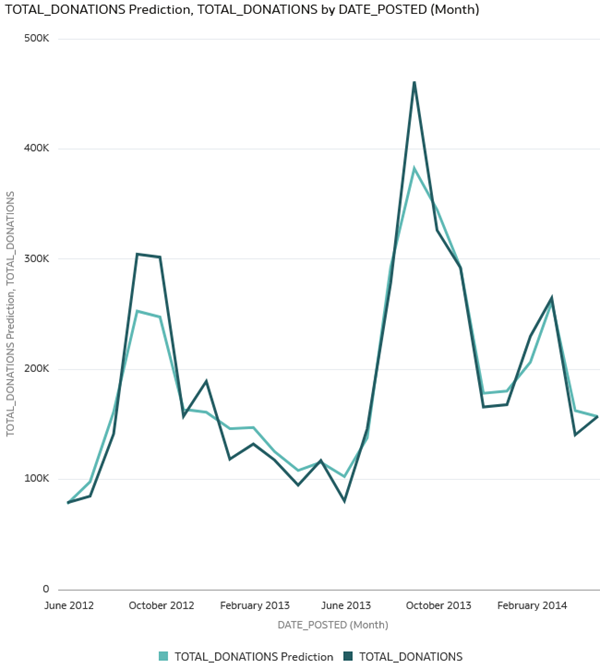 TOTAL_DONATIONS Prediction, TOTAL_DONATIONS by DATE_POSTED (Month)
500K
400K
300K
200K
100K
0
TOTAL_DONATIONS Prediction, TOTAL_DONATIONS
June 2012
October 2012
February 2013
June 2013
October 2013
February 2014
DATE_POSTED (Month)
TOTAL_DONATIONS Prediction
TOTAL_DONATIONS